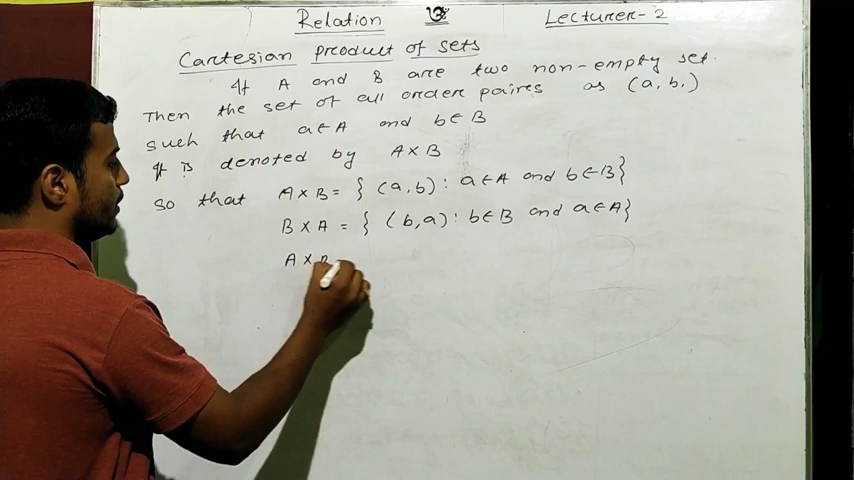 Relation ॐ Lecturer-2
Cartesian product of sets
If A and B are two non-empty set.
Then the set of all order paires as (a, b,)
such that a∈A and b∈B
It is denoted by A×B
so that A×B = { (a,b) : a∈A and b∈B}
B×A = { (b,a) : b∈B and a∈A}
A×B